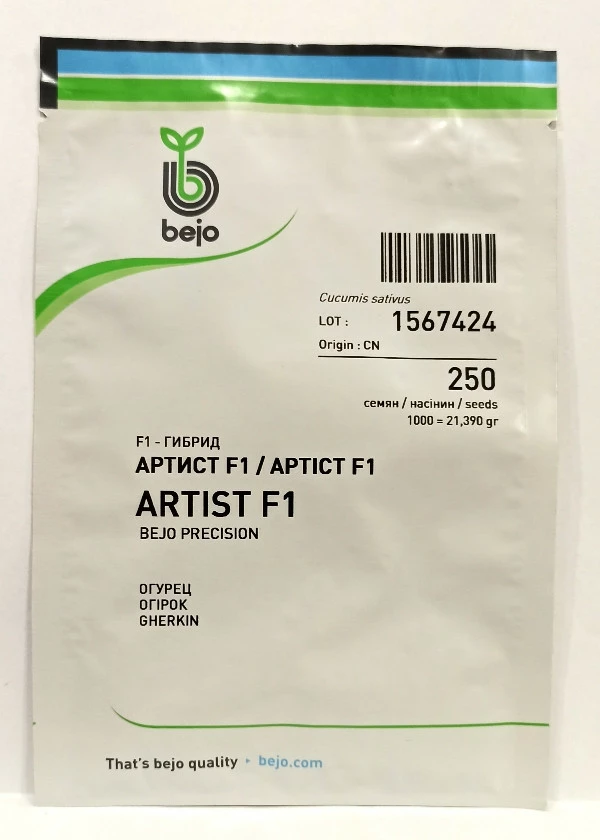 bejo
Cucumis sativus
LOT : 1567424
Origin : CN
250
семян / насінин / seeds
1000 = 21,390 gr
F1 - ГИБРИД
АРТИСТ F1 / АРТІСТ F1
ARTIST F1
BEJO PRECISION
ОГУРЕЦ
ОГІРОК
GHERKIN
That's bejo quality ‣ bejo.com